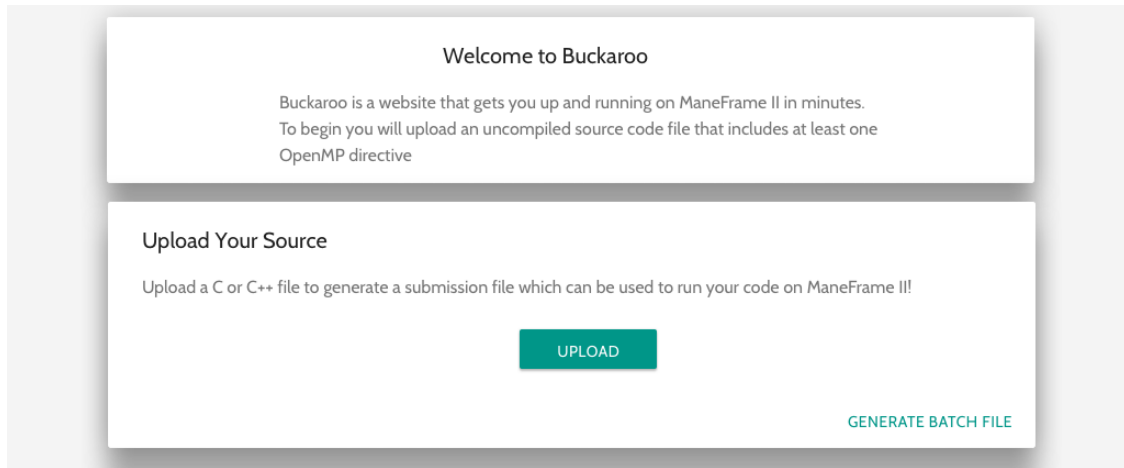 Welcome to Buckaroo
Buckaroo is a website that gets you up and running on ManeFrame II in minutes.
To begin you will upload an uncompiled source code file that includes at least one
OpenMP directive
Upload Your Source
Upload a C or C++ file to generate a submission file which can be used to run your code on ManeFrame II!
UPLOAD
GENERATE BATCH FILE